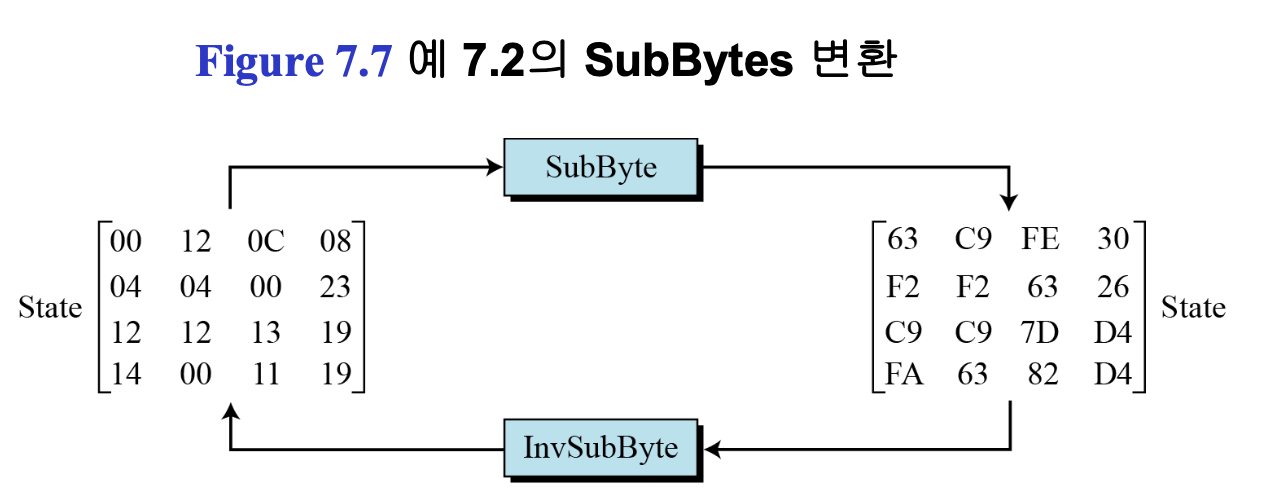 Figure 7.7 예 7.2의 SubBytes 변환
SubByte
00 12 0C 08
04 04 00 23
12 12 13 19
14 00 11 19
State
63 C9 FE 30
F2 F2 63 26
C9 C9 7D D4
FA 63 82 D4
State
InvSubByte